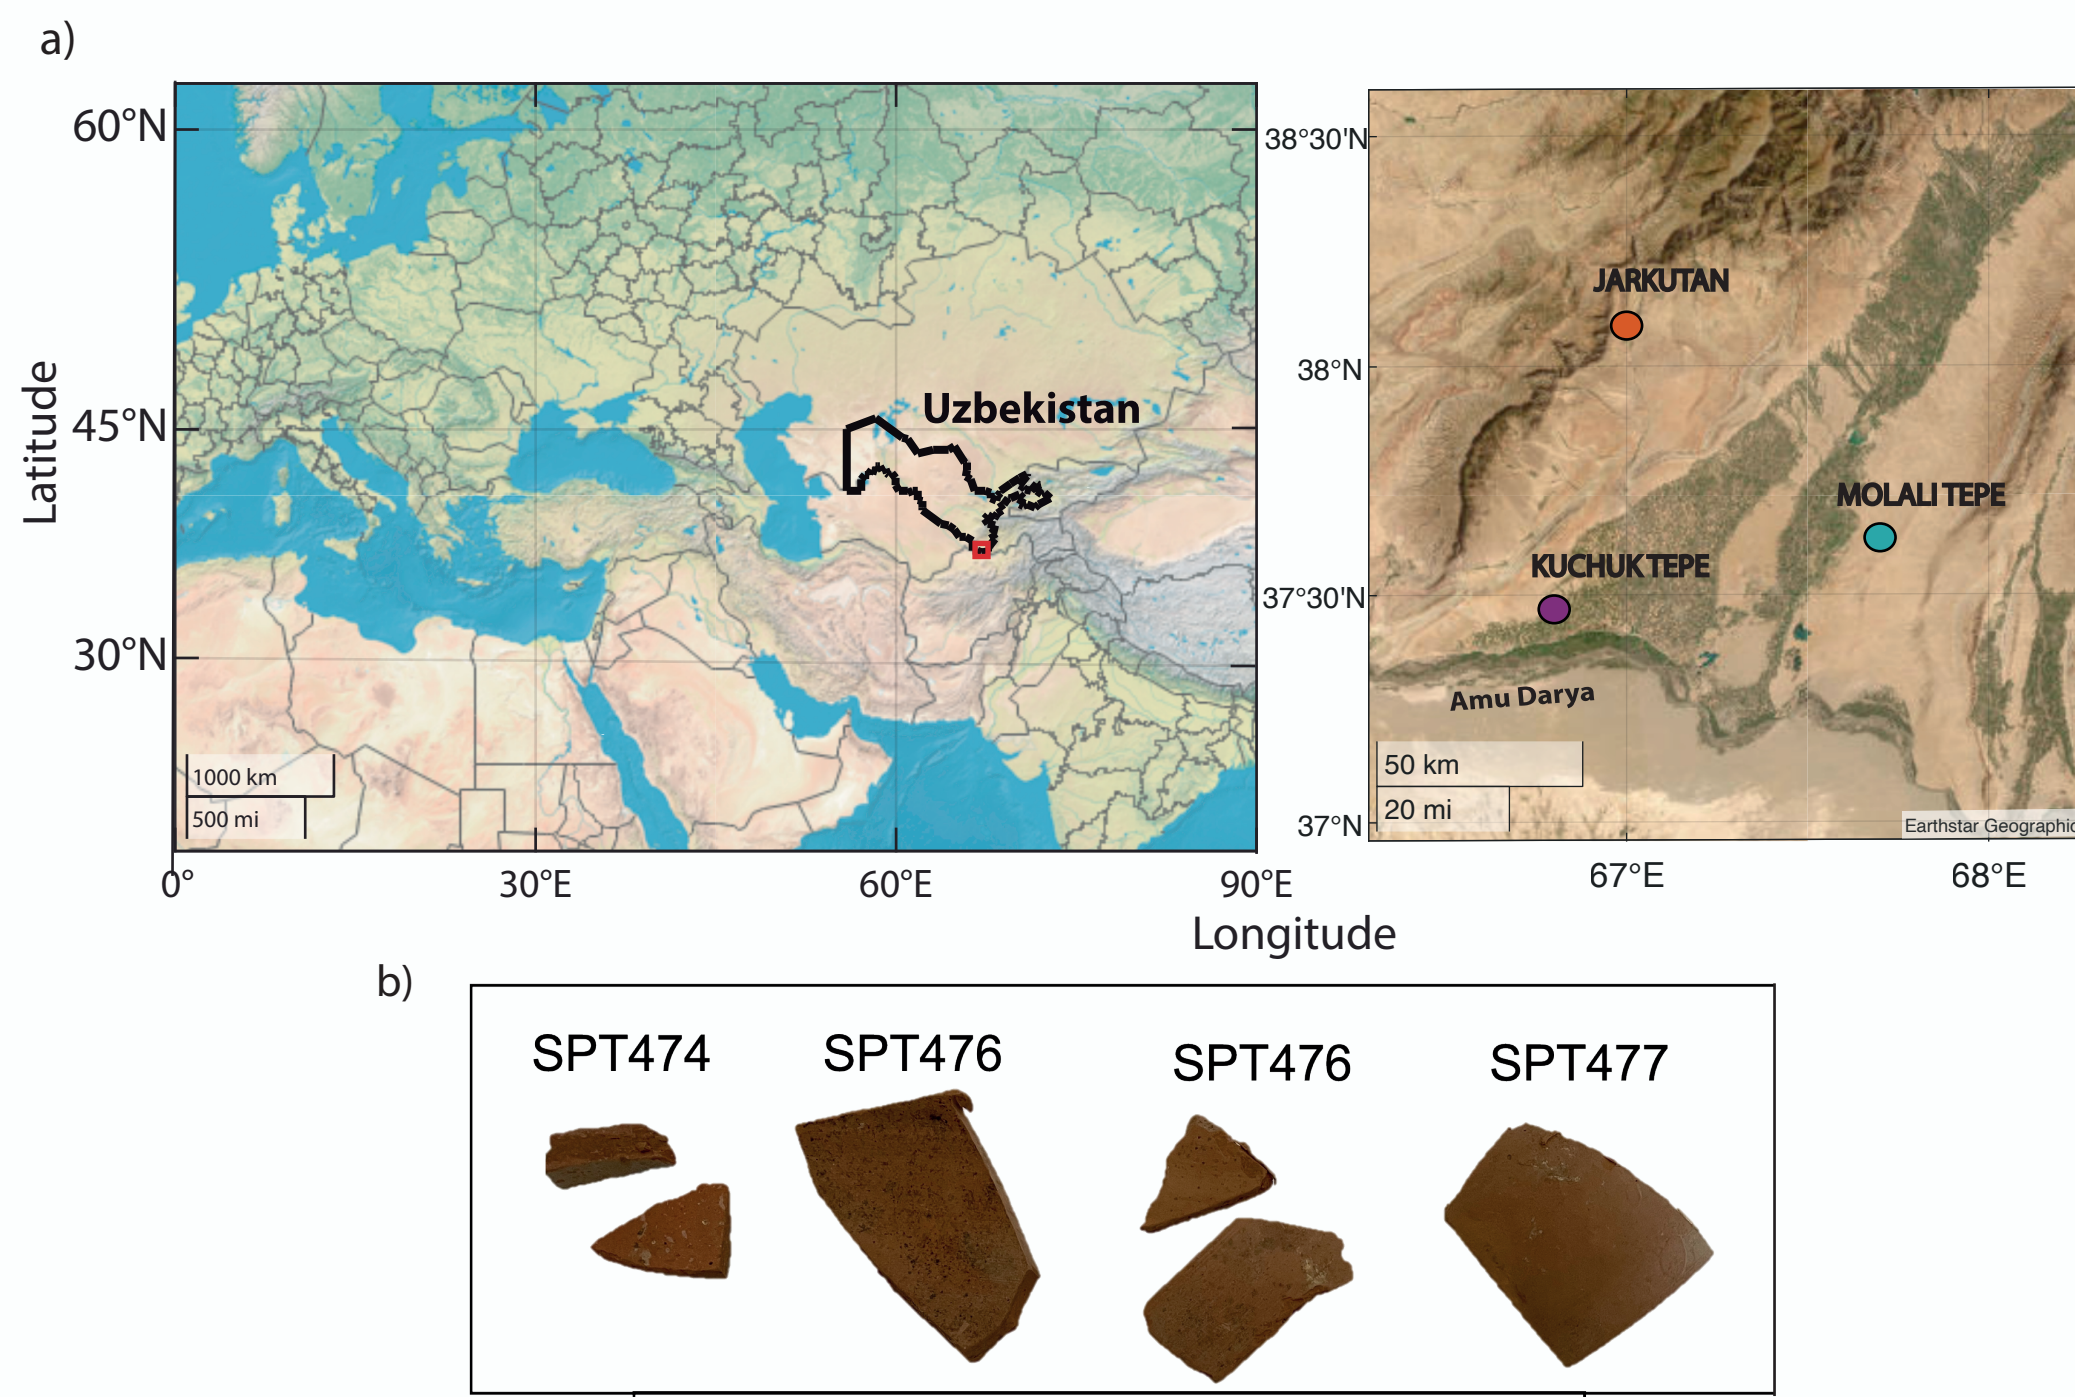 a)
60°N
45°N
30°N
Latitude
Uzbekistan
1000 km
500 mi
0°
30°E
60°E
90°E
38°30'N
38°N
37°30'N
37°N
JARKUTAN
MOLALI TEPE
KUCHUK TEPE
Amu Darya
50 km
20 mi
Earthstar Geographic
67°E
68°E
Longitude
b)
SPT474
SPT476
SPT476
SPT477